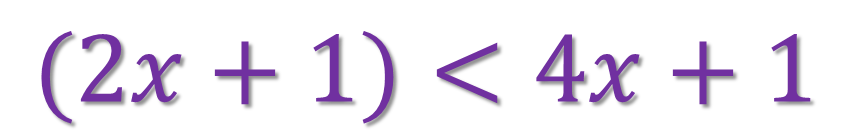 (2x + 1) < 4x + 1